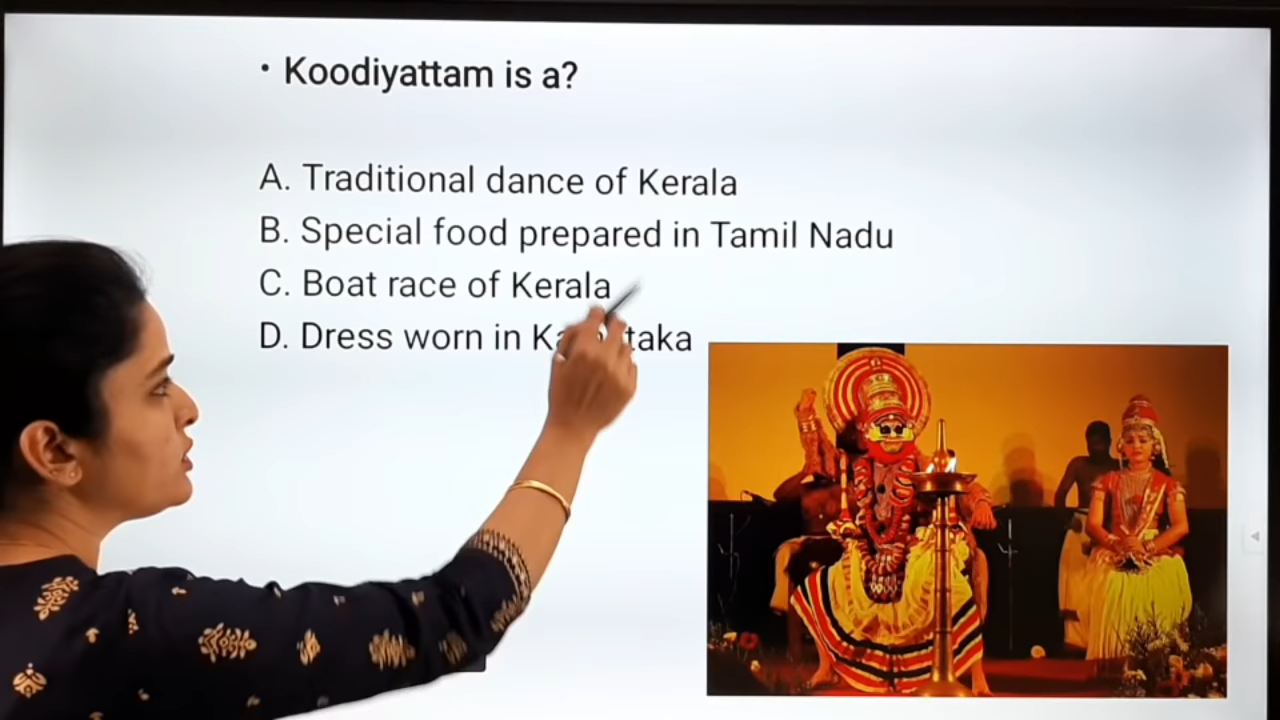 • Koodiyattam is a?
A. Traditional dance of Kerala
B. Special food prepared in Tamil Nadu
C. Boat race of Kerala
D. Dress worn in